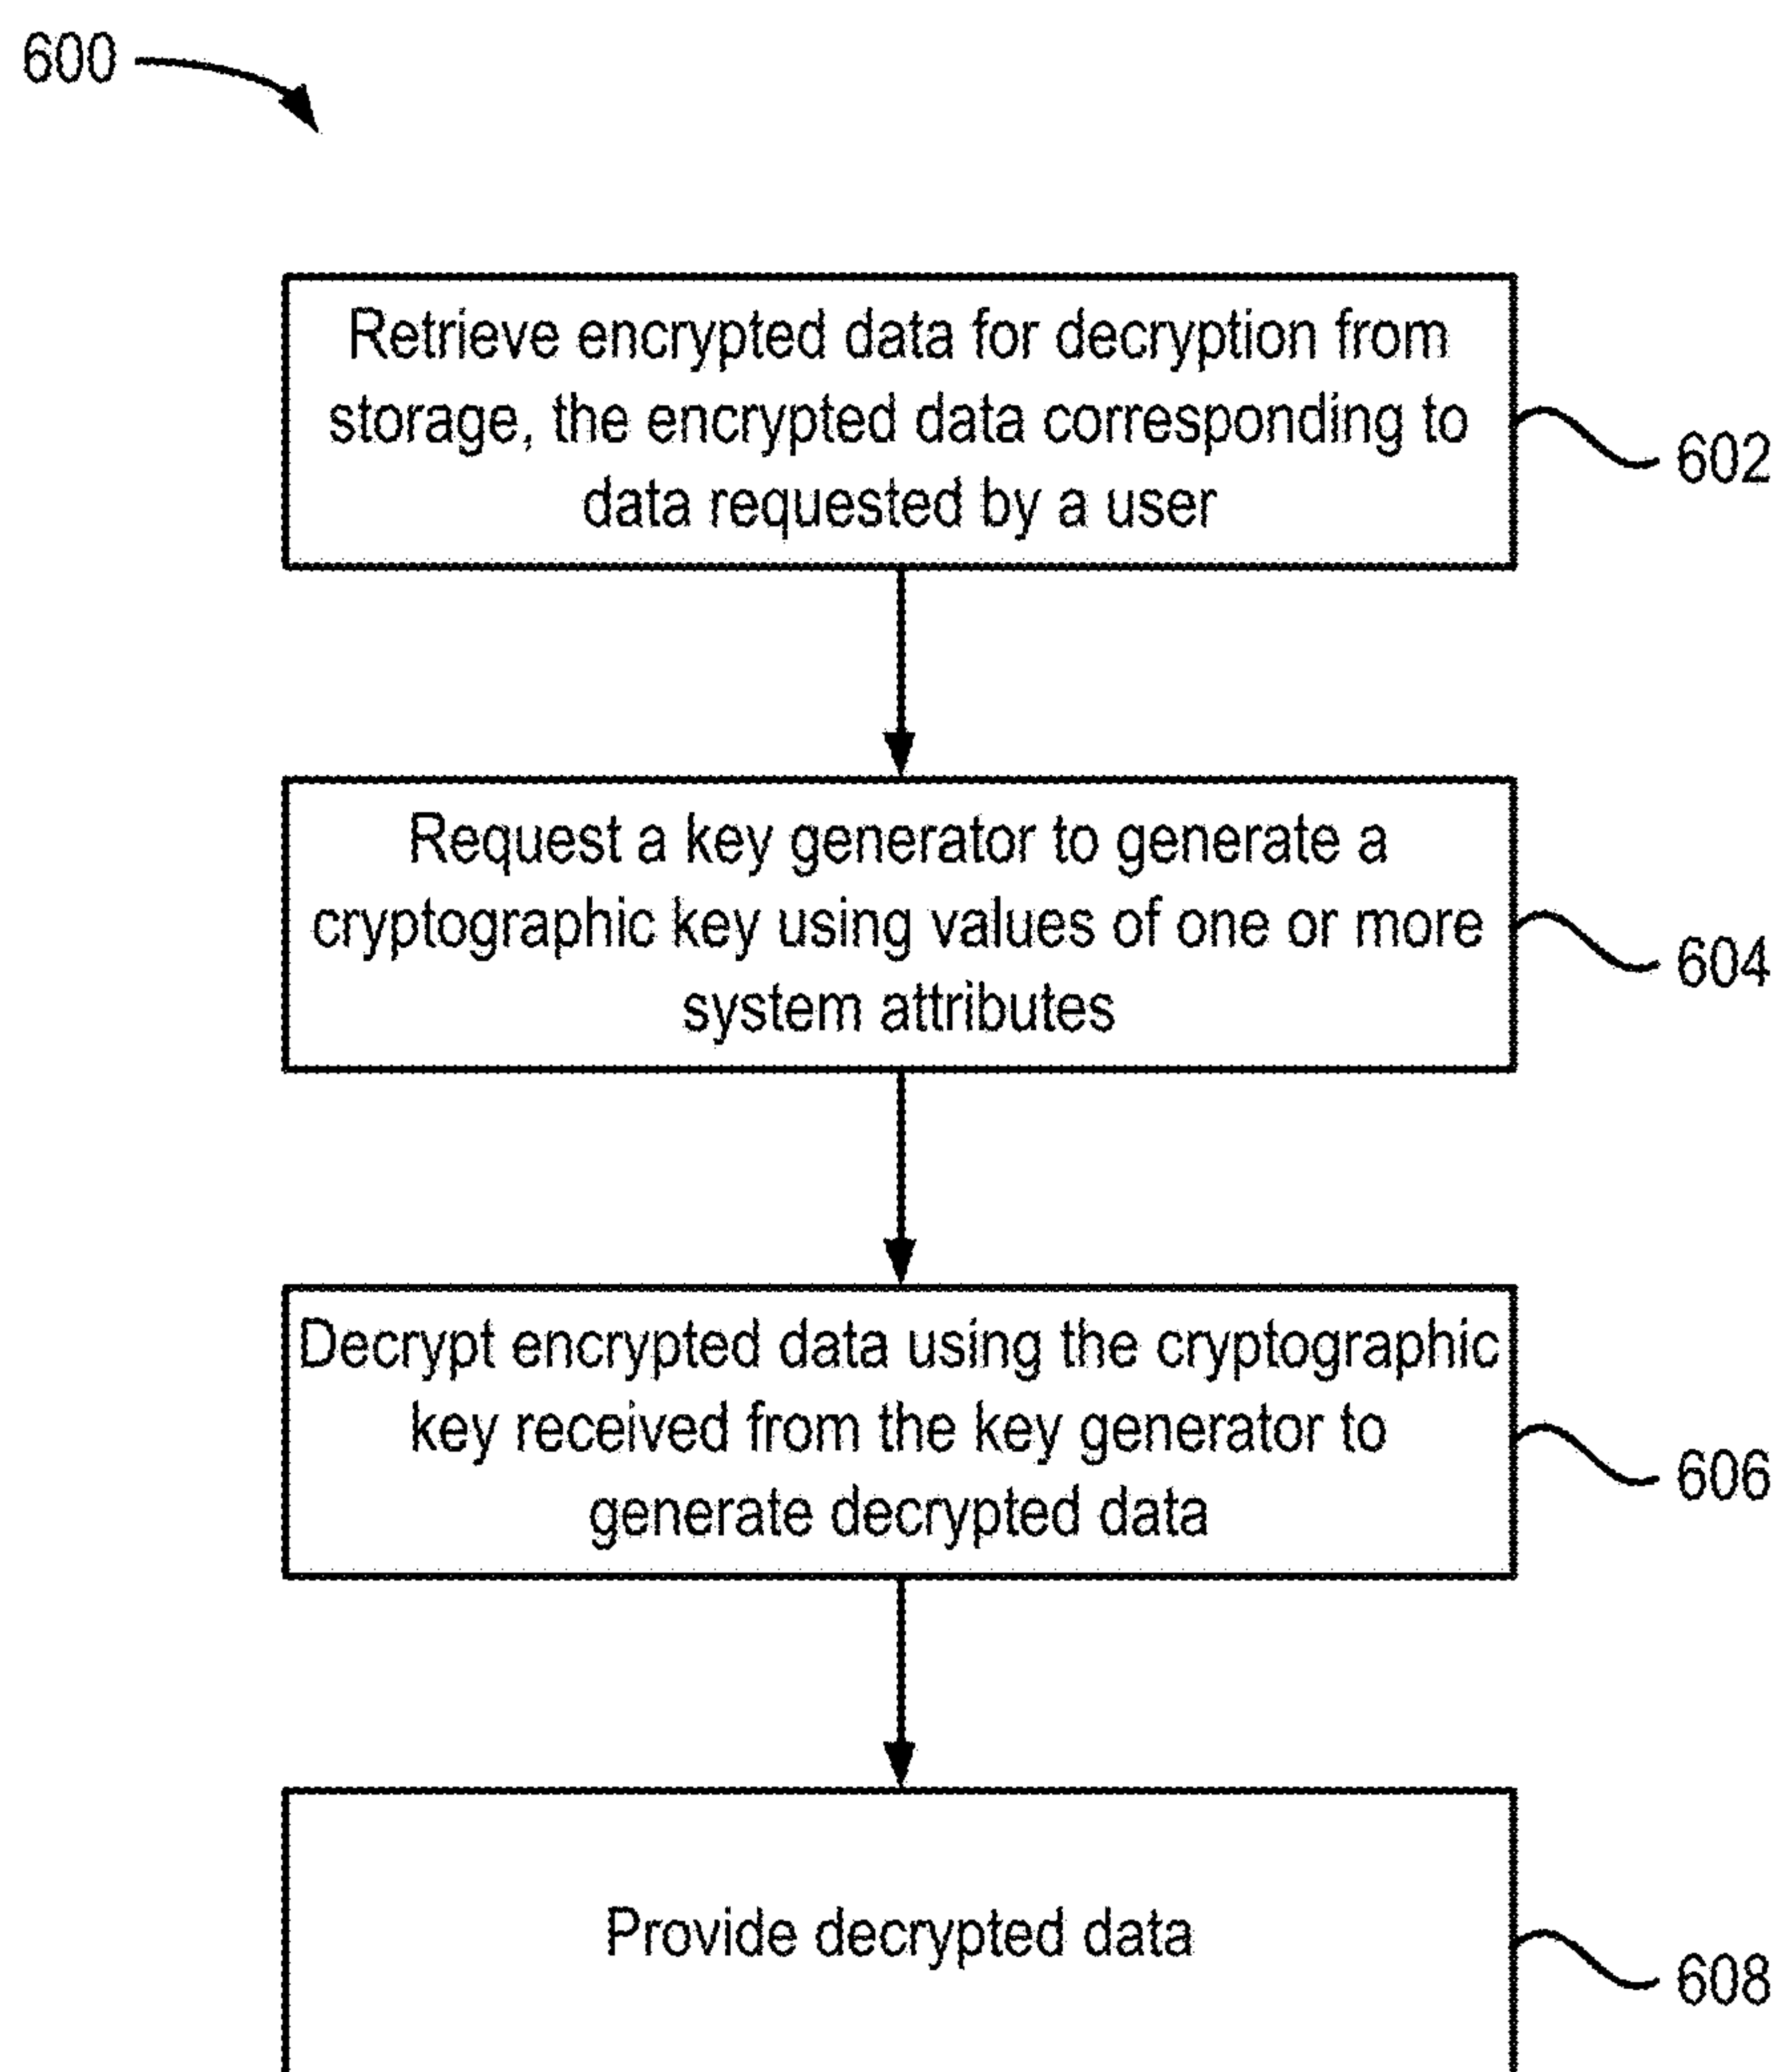 600
Retrieve encrypted data for decryption from
storage, the encrypted data corresponding to
data requested by a user
602
Request a key generator to generate a
cryptographic key using values of one or more
system attributes
604
Decrypt encrypted data using the cryptographic
key received from the key generator to
generate decrypted data
606
Provide decrypted data
608